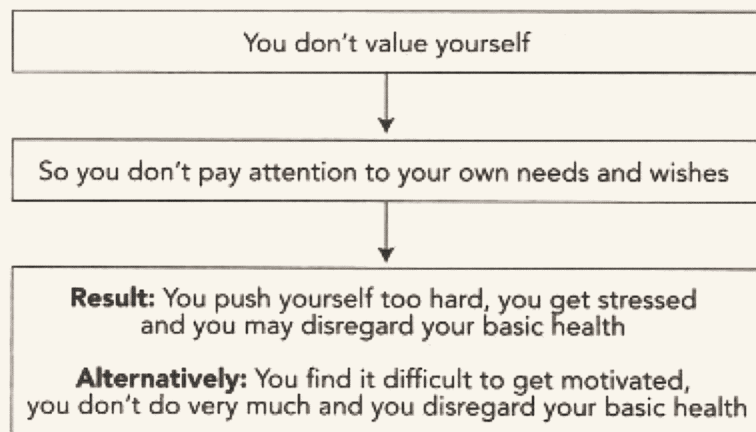 You don't value yourself
So you don't pay attention to your own needs and wishes
Result: You push yourself too hard, you get stressed
and you may disregard your basic health
Alternatively: You find it difficult to get motivated,
you don't do very much and you disregard your basic health